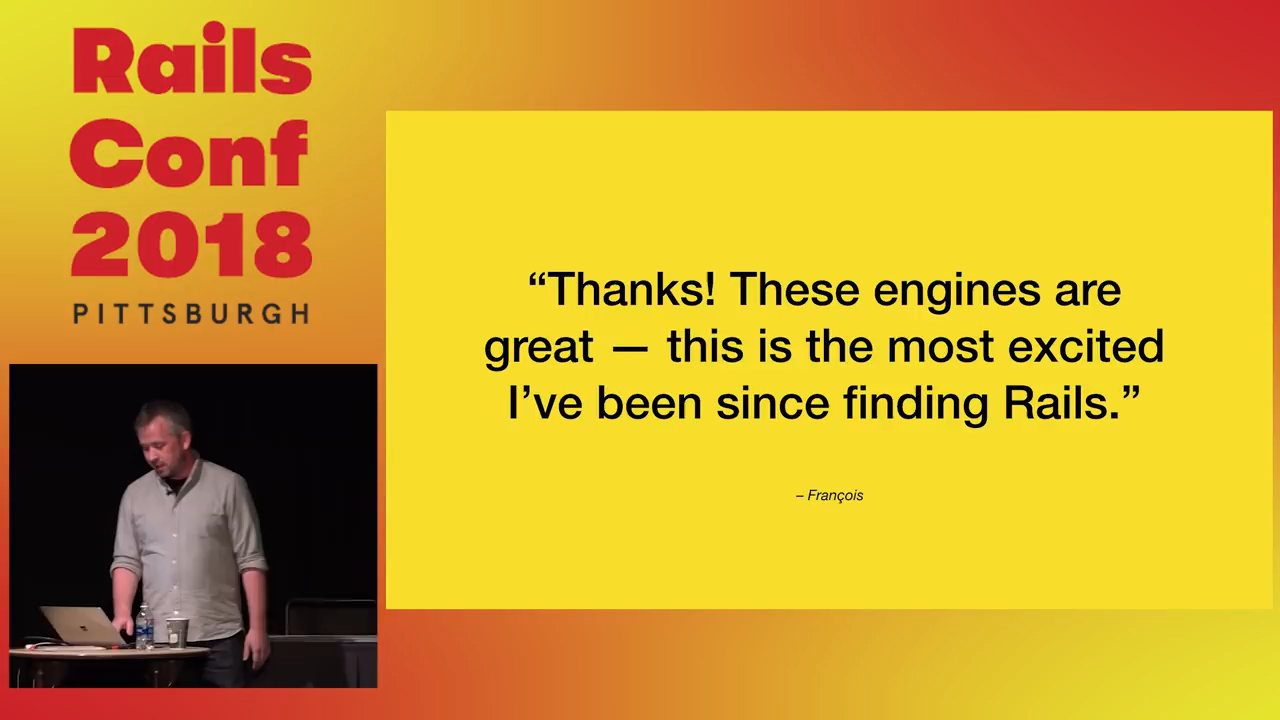 Rails
Conf
2018
PITTSBURGH
“Thanks! These engines are
great — this is the most excited
I’ve been since finding Rails.”
– François